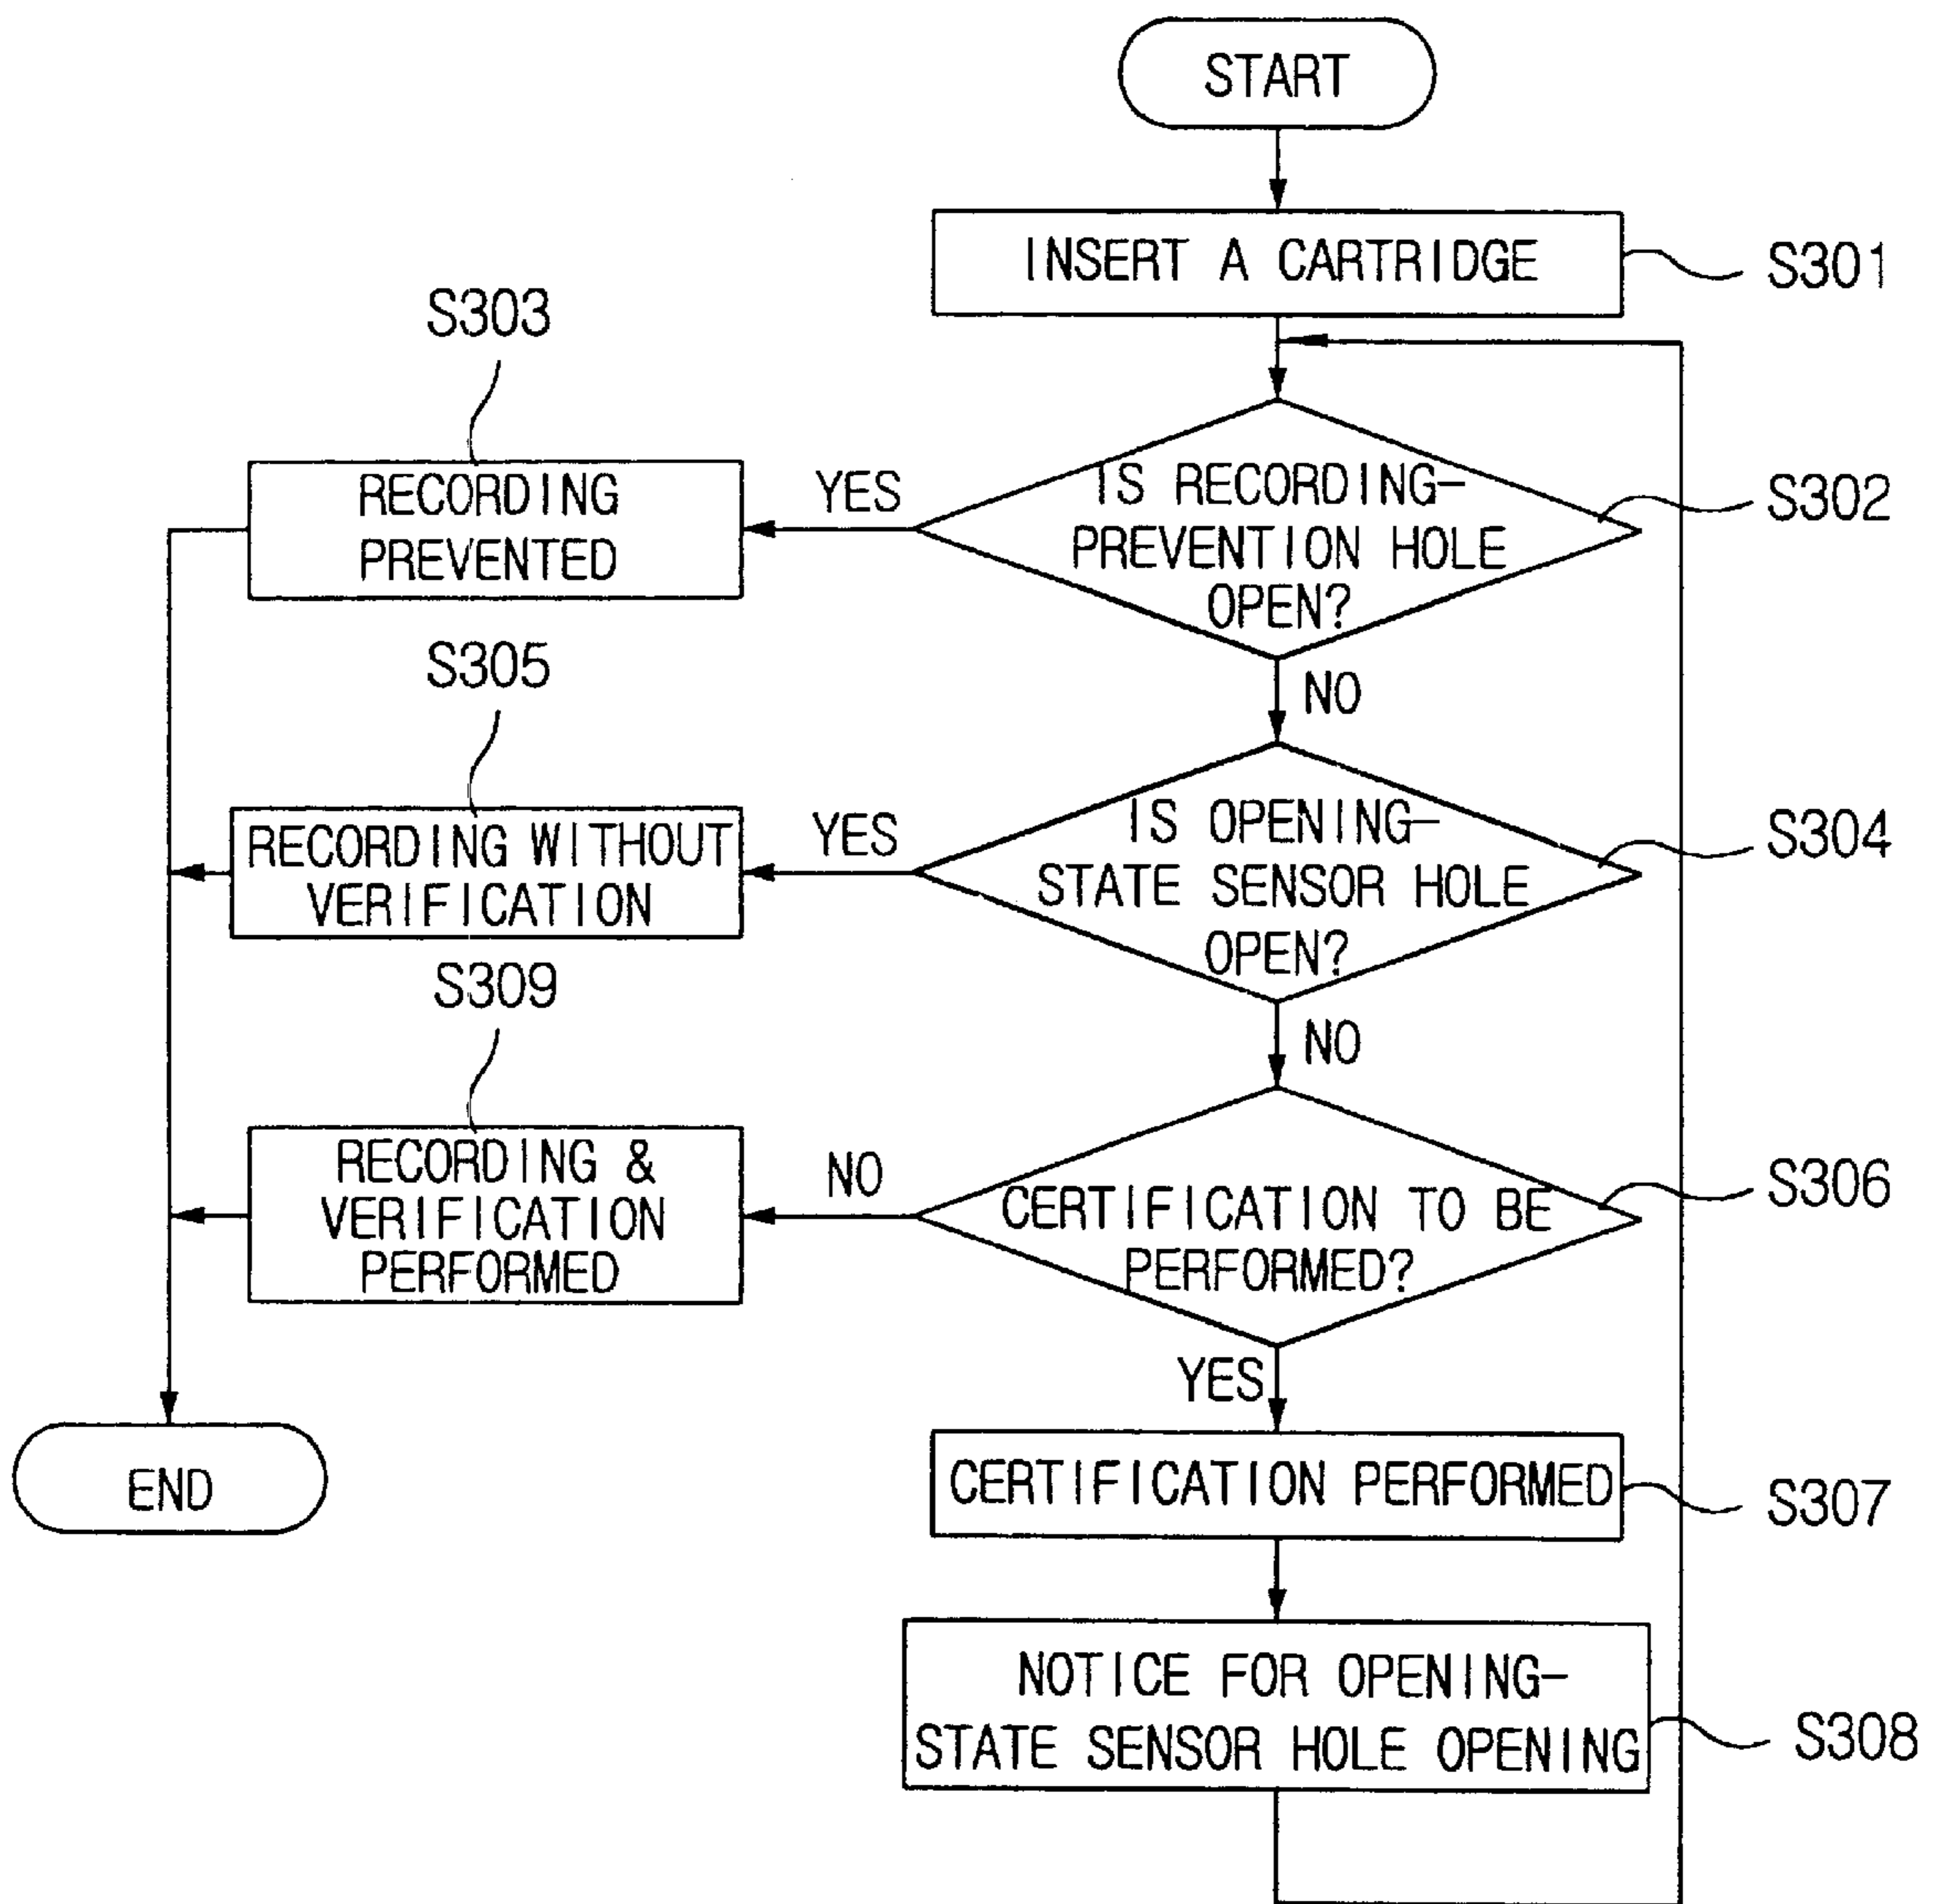 START
INSERT A CARTRIDGE
S301
S303
RECORDING
PREVENTED
YES
IS RECORDING-
PREVENTION HOLE
OPEN?
S302
NO
S305
RECORDING WITHOUT
VERIFICATION
YES
IS OPENING-
STATE SENSOR HOLE
OPEN?
S304
NO
S309
RECORDING &
VERIFICATION
PERFORMED
NO
CERTIFICATION TO BE
PERFORMED?
S306
YES
END
CERTIFICATION PERFORMED
S307
NOTICE FOR OPENING-
STATE SENSOR HOLE OPENING
S308